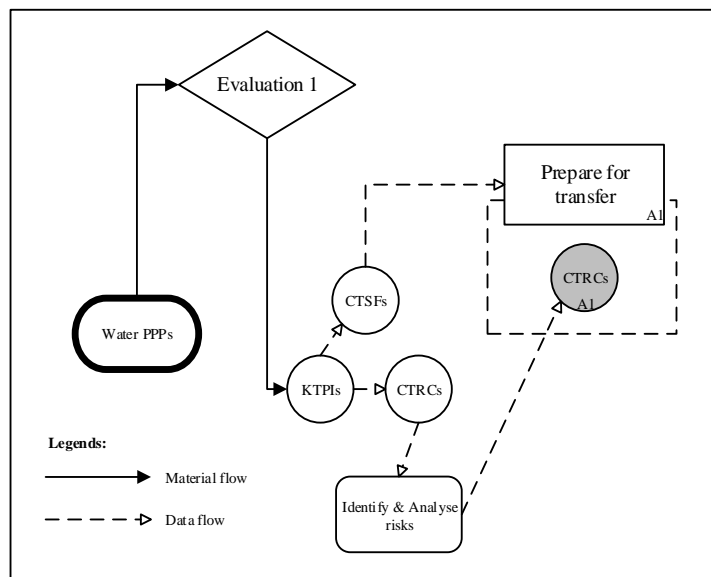 Evaluation 1
Prepare for
transfer
A1
CTRCs
A1
CTSFs
Water PPPs
KTPIs
CTRCs
Legends:
Material flow
Data flow
Identify & Analyse
risks